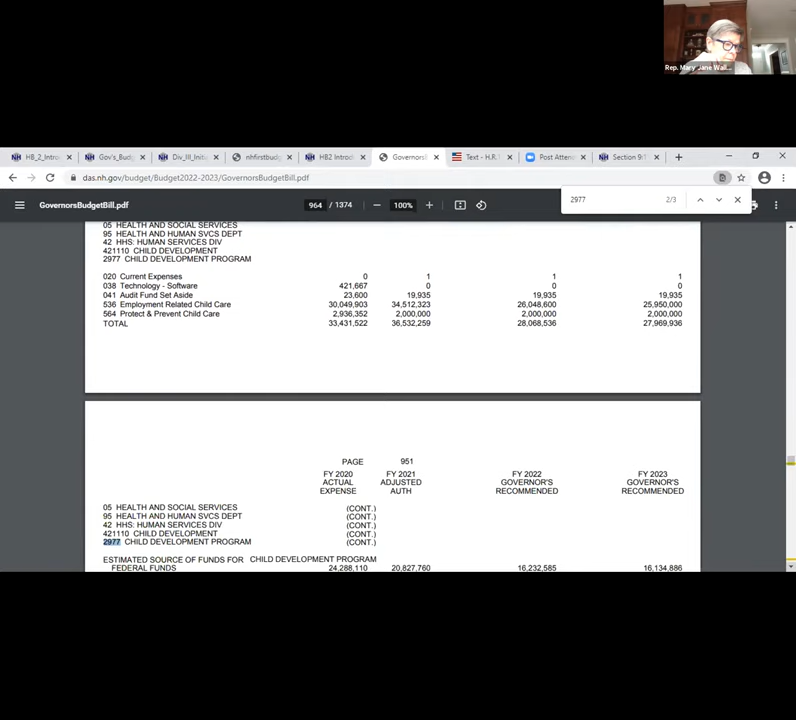 Rep. Mary Jane Wall...
HB_2_Intro
Gov's_Budg
Div_III_Initi
nhfirstbudg
HB2 Introd
Governors
Text - H.R.1
Post Atten
Section 9:1
das.nh.gov/budget/Budget2022-2023/GovernorsBudgetBill.pdf
2977 2/3
GovernorsBudgetBill.pdf 964 / 1374 100%
05 HEALTH AND SOCIAL SERVICES
95 HEALTH AND HUMAN SVCS DEPT
42 HHS: HUMAN SERVICES DIV
421110 CHILD DEVELOPMENT
2977 CHILD DEVELOPMENT PROGRAM
020 Current Expenses 0 1 1 1
038 Technology - Software 421,667 0 0 0
041 Audit Fund Set Aside 23,600 19,935 19,935 19,935
536 Employment Related Child Care 30,049,903 34,512,323 26,048,600 25,950,000
564 Protect & Prevent Child Care 2,936,352 2,000,000 2,000,000 2,000,000
TOTAL 33,431,522 36,532,259 28,068,536 27,969,936
PAGE 951
FY 2020 FY 2021 FY 2022 FY 2023
ACTUAL ADJUSTED GOVERNOR'S GOVERNOR'S
EXPENSE AUTH RECOMMENDED RECOMMENDED
05 HEALTH AND SOCIAL SERVICES (CONT.)
95 HEALTH AND HUMAN SVCS DEPT (CONT.)
42 HHS: HUMAN SERVICES DIV (CONT.)
421110 CHILD DEVELOPMENT (CONT.)
2977 CHILD DEVELOPMENT PROGRAM (CONT.)
ESTIMATED SOURCE OF FUNDS FOR CHILD DEVELOPMENT PROGRAM
FEDERAL FUNDS 24,288,110 20,827,760 16,232,585 16,134,886